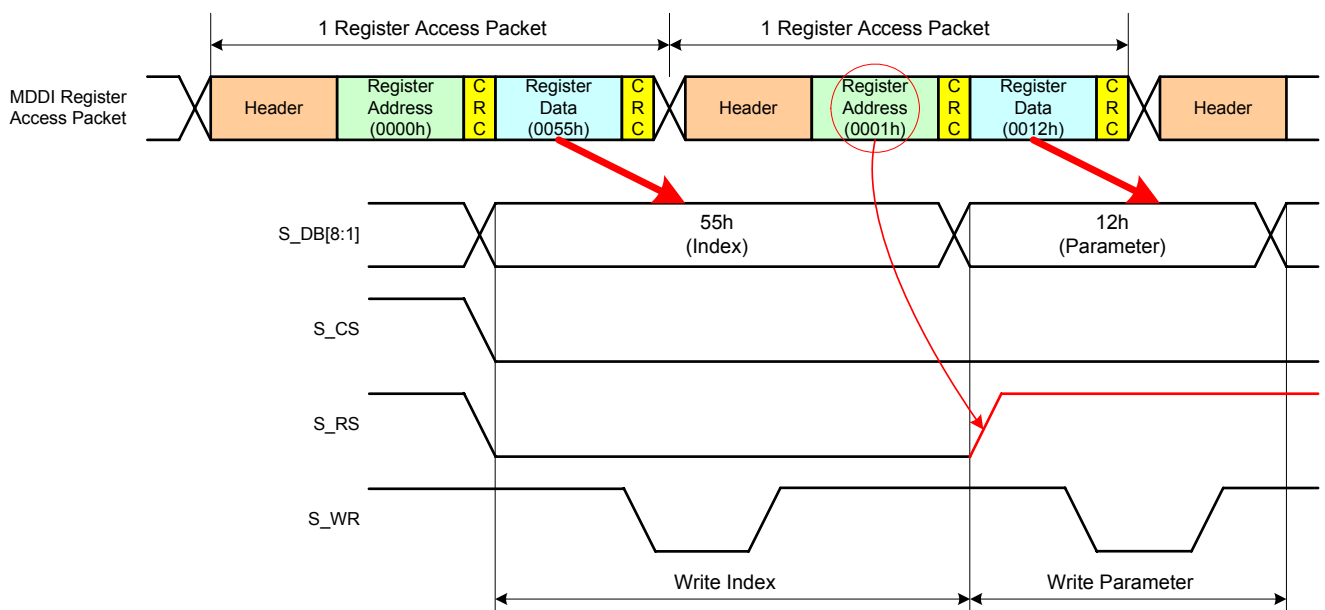 1 Register Access Packet
1 Register Access Packet
MDDI Register
Access Packet
Header
Register
Address
(0000h)
C
R
C
Register
Data
(0055h)
C
R
C
Header
Register
Address
(0001h)
C
R
C
Register
Data
(0012h)
C
R
C
Header
S_DB[8:1]
55h
(Index)
12h
(Parameter)
S_CS
S_RS
S_WR
Write Index
Write Parameter